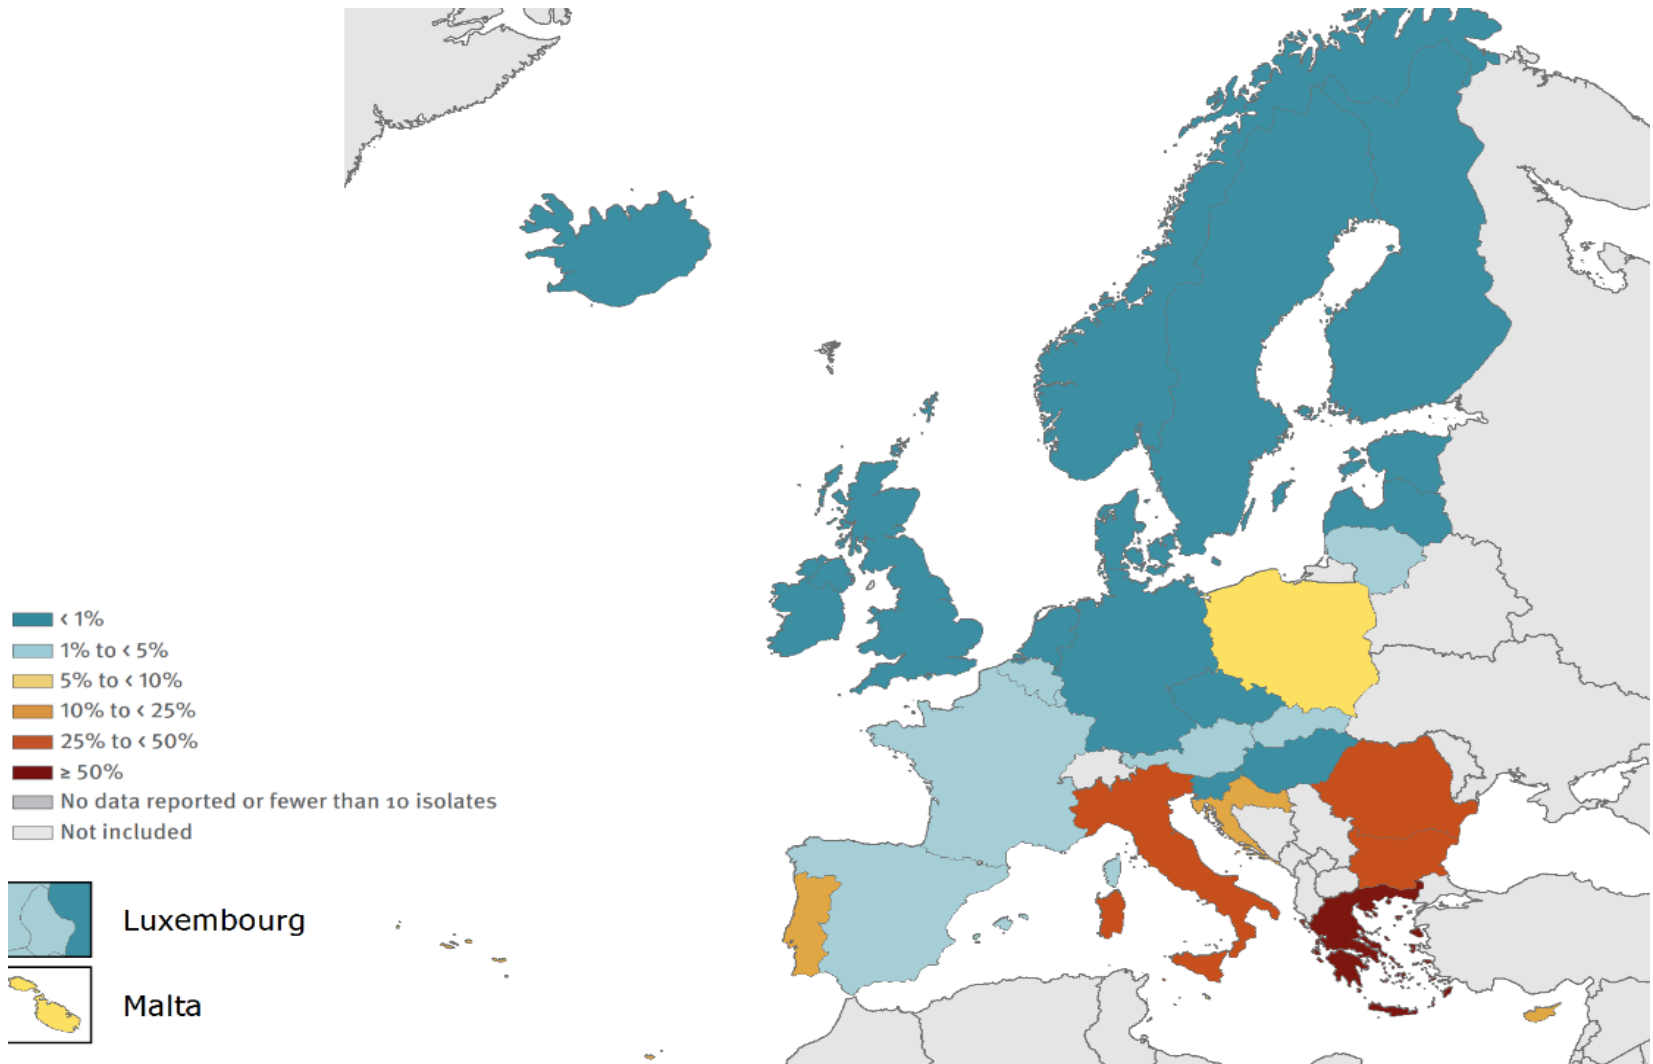 < 1%
1% to < 5%
5% to < 10%
10% to < 25%
25% to < 50%
≥ 50%
No data reported or fewer than 10 isolates
Not included
Luxembourg
Malta